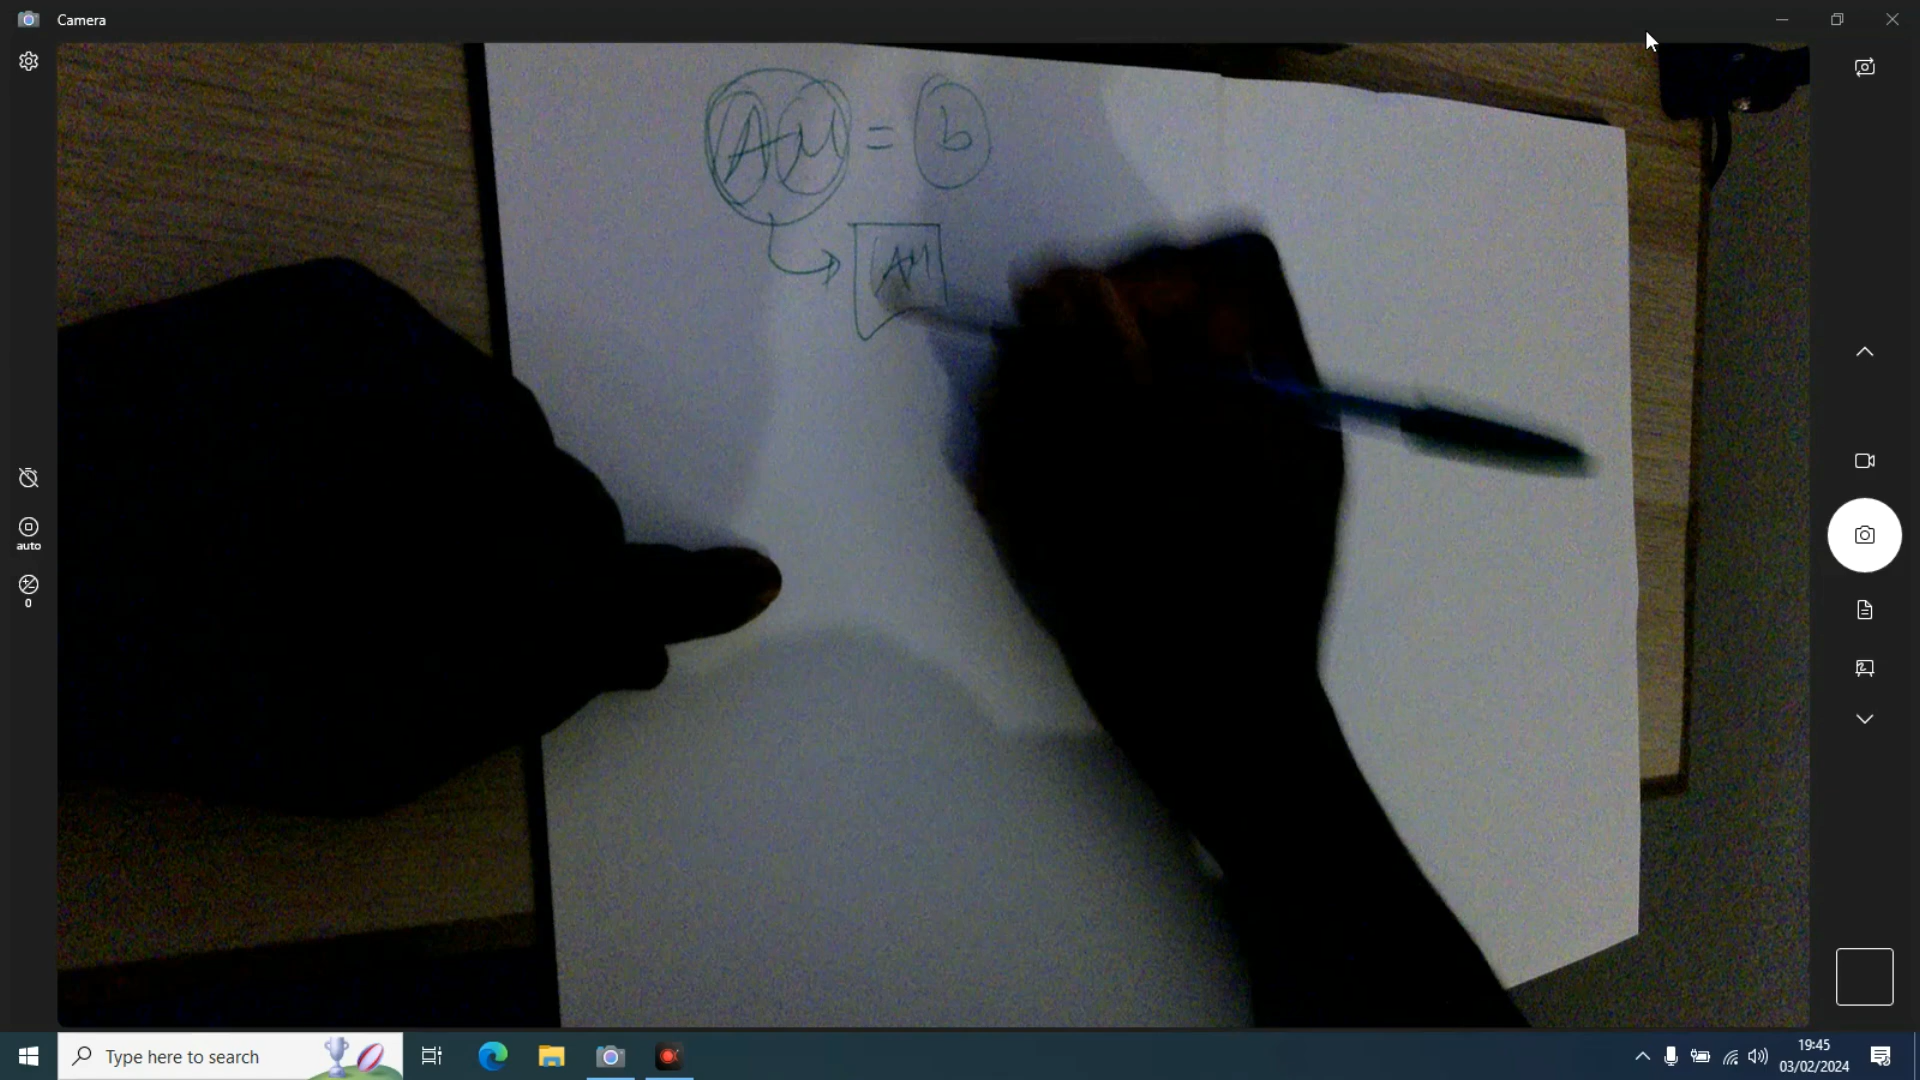 Camera
AM = b
AM
auto
0
Type here to search
19:45
03/02/2024